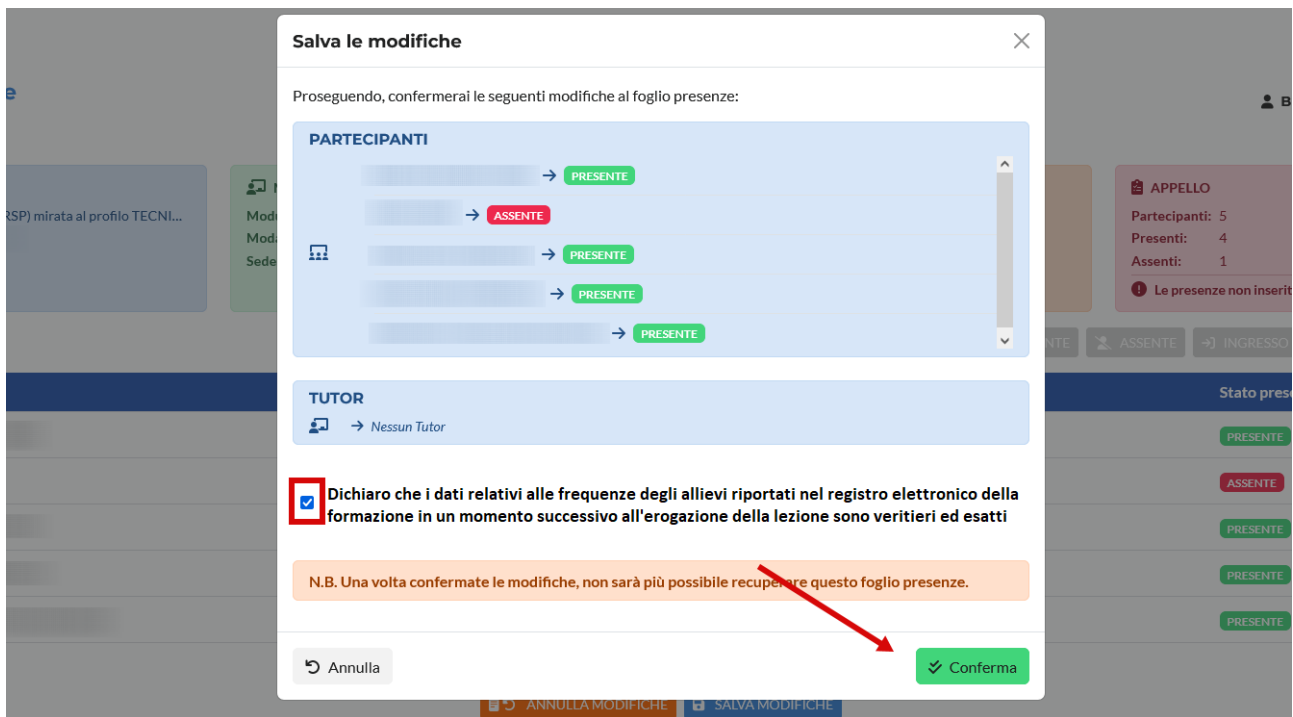 Salva le modifiche
Proseguendo, confermerai le seguenti modifiche al foglio presenze:
PARTECIPANTI
→ PRESENTE
→ ASSENTE
→ PRESENTE
→ PRESENTE
→ PRESENTE
TUTOR
→ Nessun Tutor
Dichiaro che i dati relativi alle frequenze degli allievi riportati nel registro elettronico della
formazione in un momento successivo all'erogazione della lezione sono veritieri ed esatti
N.B. Una volta confermate le modifiche, non sarà più possibile recuperare questo foglio presenze.
Annulla
Conferma
e
B
RSP) mirata al profilo TECNI...
Sede
APPELLO
Partecipanti: 5
Presenti: 4
Assenti: 1
Le presenze non inserit
NTE
ASSENTE
INGRESSO
Stato pres
PRESENTE
ASSENTE
PRESENTE
PRESENTE
PRESENTE
ANNULLA MODIFICHE
SALVA MODIFICHE